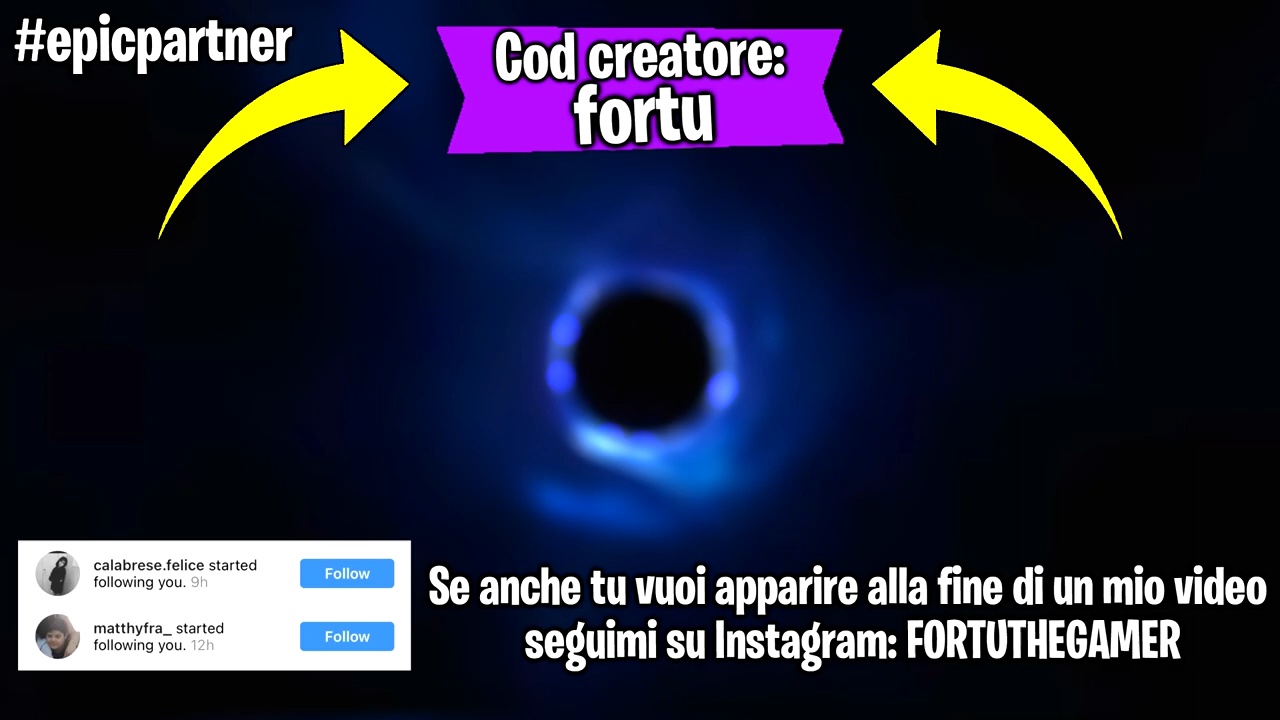 #epicpartner
Cod creatore:
fortu
calabrese.felice started
following you. 9h
Follow
matthyfra_ started
following you. 12h
Follow
Se anche tu vuoi apparire alla fine di un mio video
seguimi su Instagram: FORTUTHEGAMER